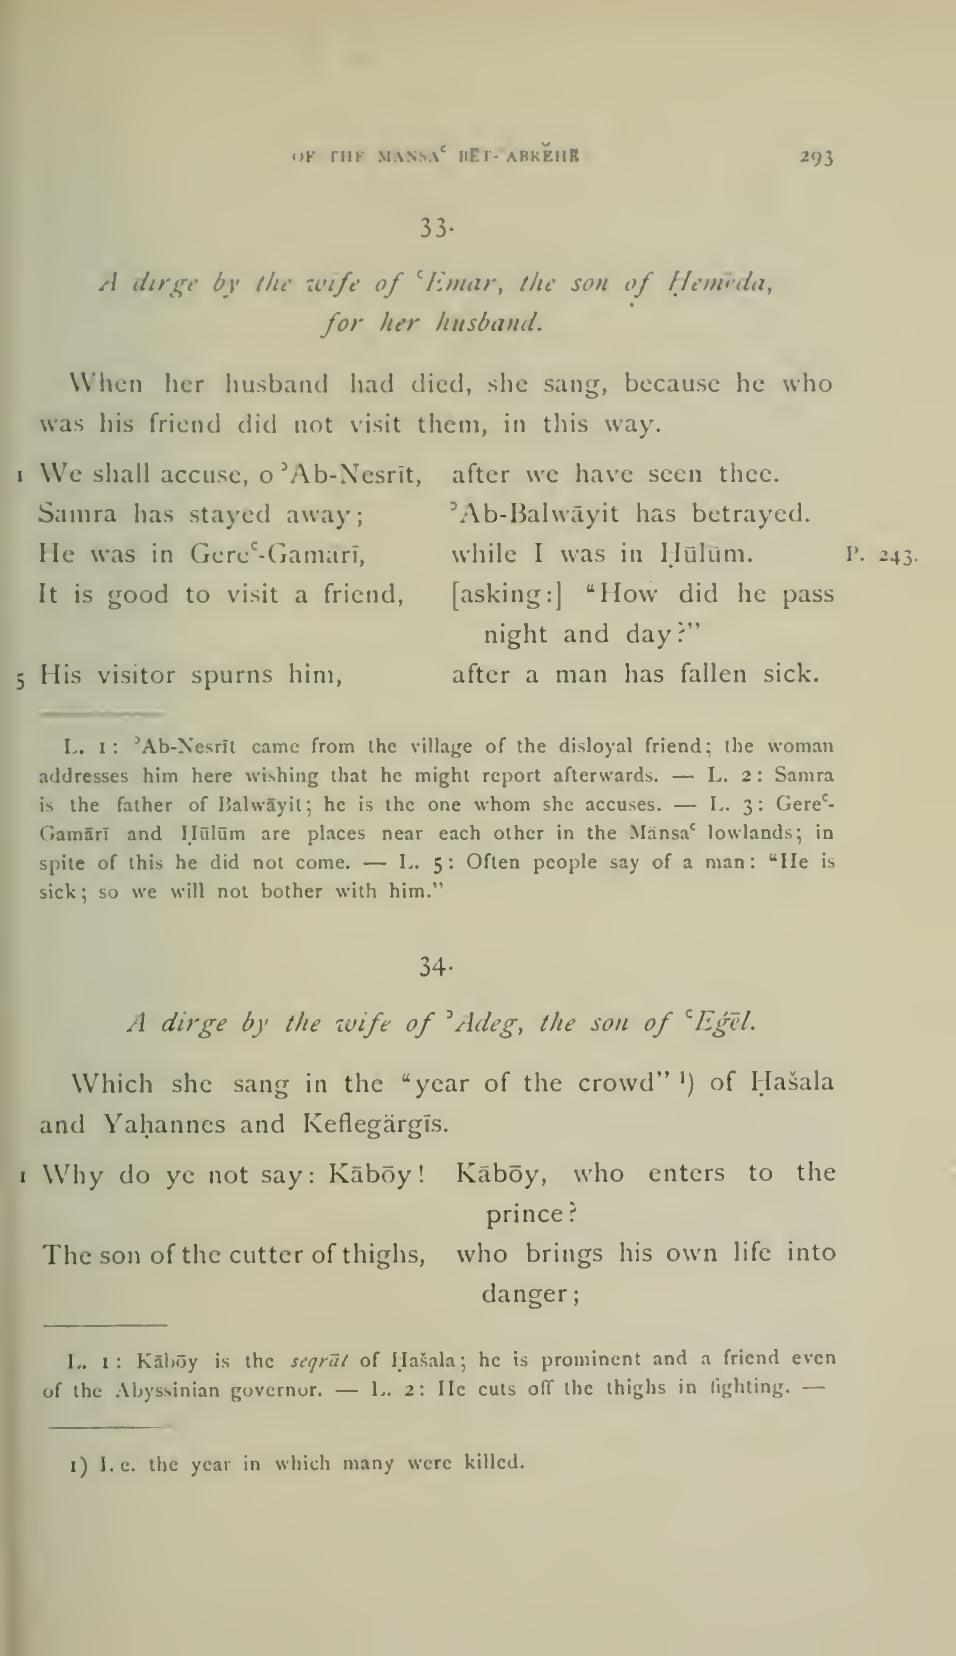 OF THE MANSAʿ BĒT-ʾABRĔHĒ 293
33.
A dirge by the wife of ʿEmar, the son of Ḥemēda,
for her husband.
When her husband had died, she sang, because he who
was his friend did not visit them, in this way.
1 We shall accuse, o ʾAb-Nesrīt, after we have seen thee.
Samra has stayed away; ʾAb-Balwāyit has betrayed.
He was in Gereʿ-Gamārī, while I was in Ḥūlūm. P. 243.
It is good to visit a friend, [asking:] “How did he pass
night and day?”
5 His visitor spurns him, after a man has fallen sick.
L. 1: ʾAb-Nesrīt came from the village of the disloyal friend; the woman
addresses him here wishing that he might report afterwards. — L. 2: Samra
is the father of Balwāyit; he is the one whom she accuses. — L. 3: Gereʿ-
Gamārī and Ḥūlūm are places near each other in the Mänsaʿ lowlands; in
spite of this he did not come. — L. 5: Often people say of a man: “He is
sick; so we will not bother with him.”
34.
A dirge by the wife of ʾAdeg, the son of ʿEǵēl.
Which she sang in the “year of the crowd” 1) of Ḥašala
and Yaḥannes and Keflegärgīs.
1 Why do ye not say: Kābōy! Kābōy, who enters to the
prince?
The son of the cutter of thighs, who brings his own life into
danger;
L. 1: Kābōy is the seqrāt of Ḥašala; he is prominent and a friend even
of the Abyssinian governor. — L. 2: He cuts off the thighs in fighting. —
1) I. e. the year in which many were killed.